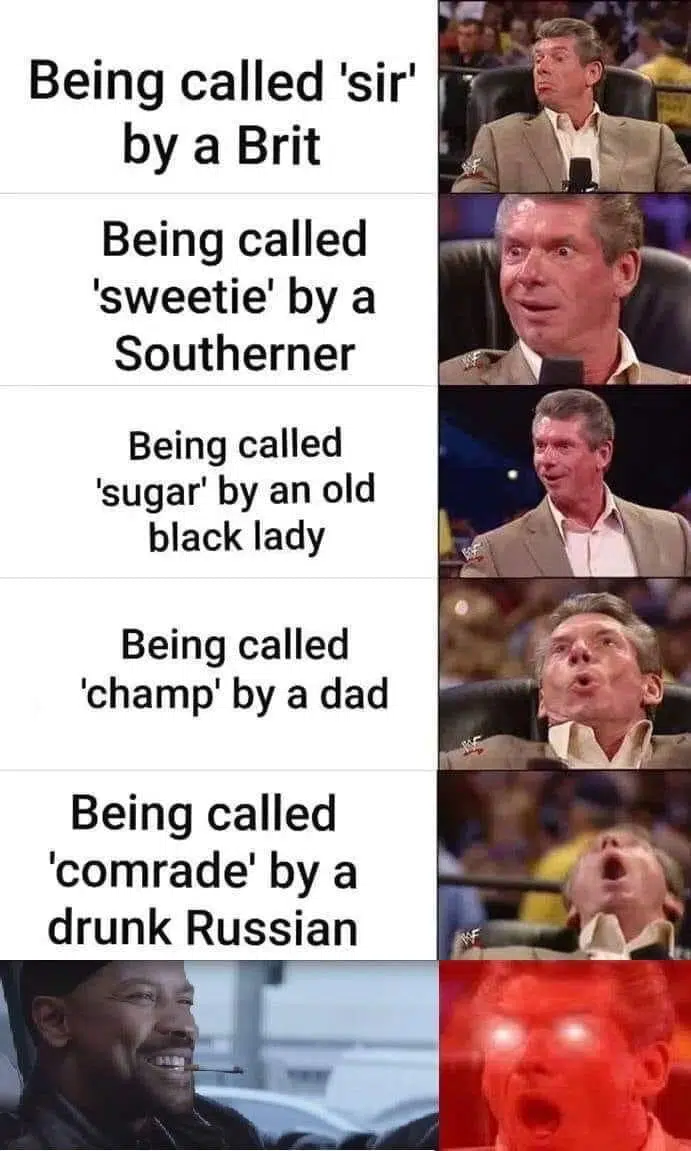 Being called 'sir'
by a Brit
Being called
'sweetie' by a
Southerner
Being called
'sugar' by an old
black lady
Being called
'champ' by a dad
Being called
'comrade' by a
drunk Russian